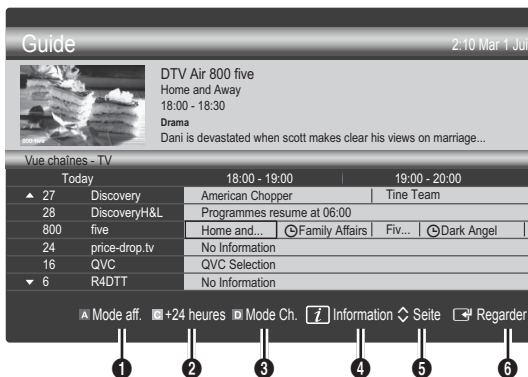 Guide
2:10 Mar 1 Jui
DTV Air 800 five
Home and Away
18:00 - 18:30
Drama
Dani is devastated when scott makes clear his views on marriage...
800 five
Vue chaînes - TV
Today 18:00 - 19:00 19:00 - 20:00
▲ 27 Discovery American Chopper Tine Team
28 DiscoveryH&L Programmes resume at 06:00
800 five Home and... Family Affairs Fiv... Dark Angel
24 price-drop.tv No Information
16 QVC QVC Selection
▼ 6 R4DTT No Information
A Mode aff. C +24 heures D Mode Ch. i Information Seite Regarder
1 2 3 4 5 6